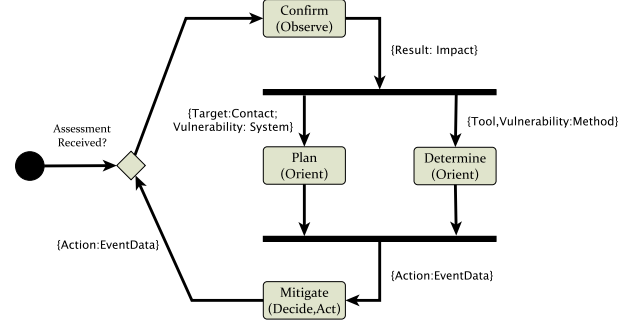 Confirm
(Observe)
{Result: Impact}
{Target:Contact;
Vulnerability: System}
{Tool,Vulnerability:Method}
Assessment
Received?
Plan
(Orient)
Determine
(Orient)
{Action:EventData}
{Action:EventData}
Mitigate
(Decide,Act)